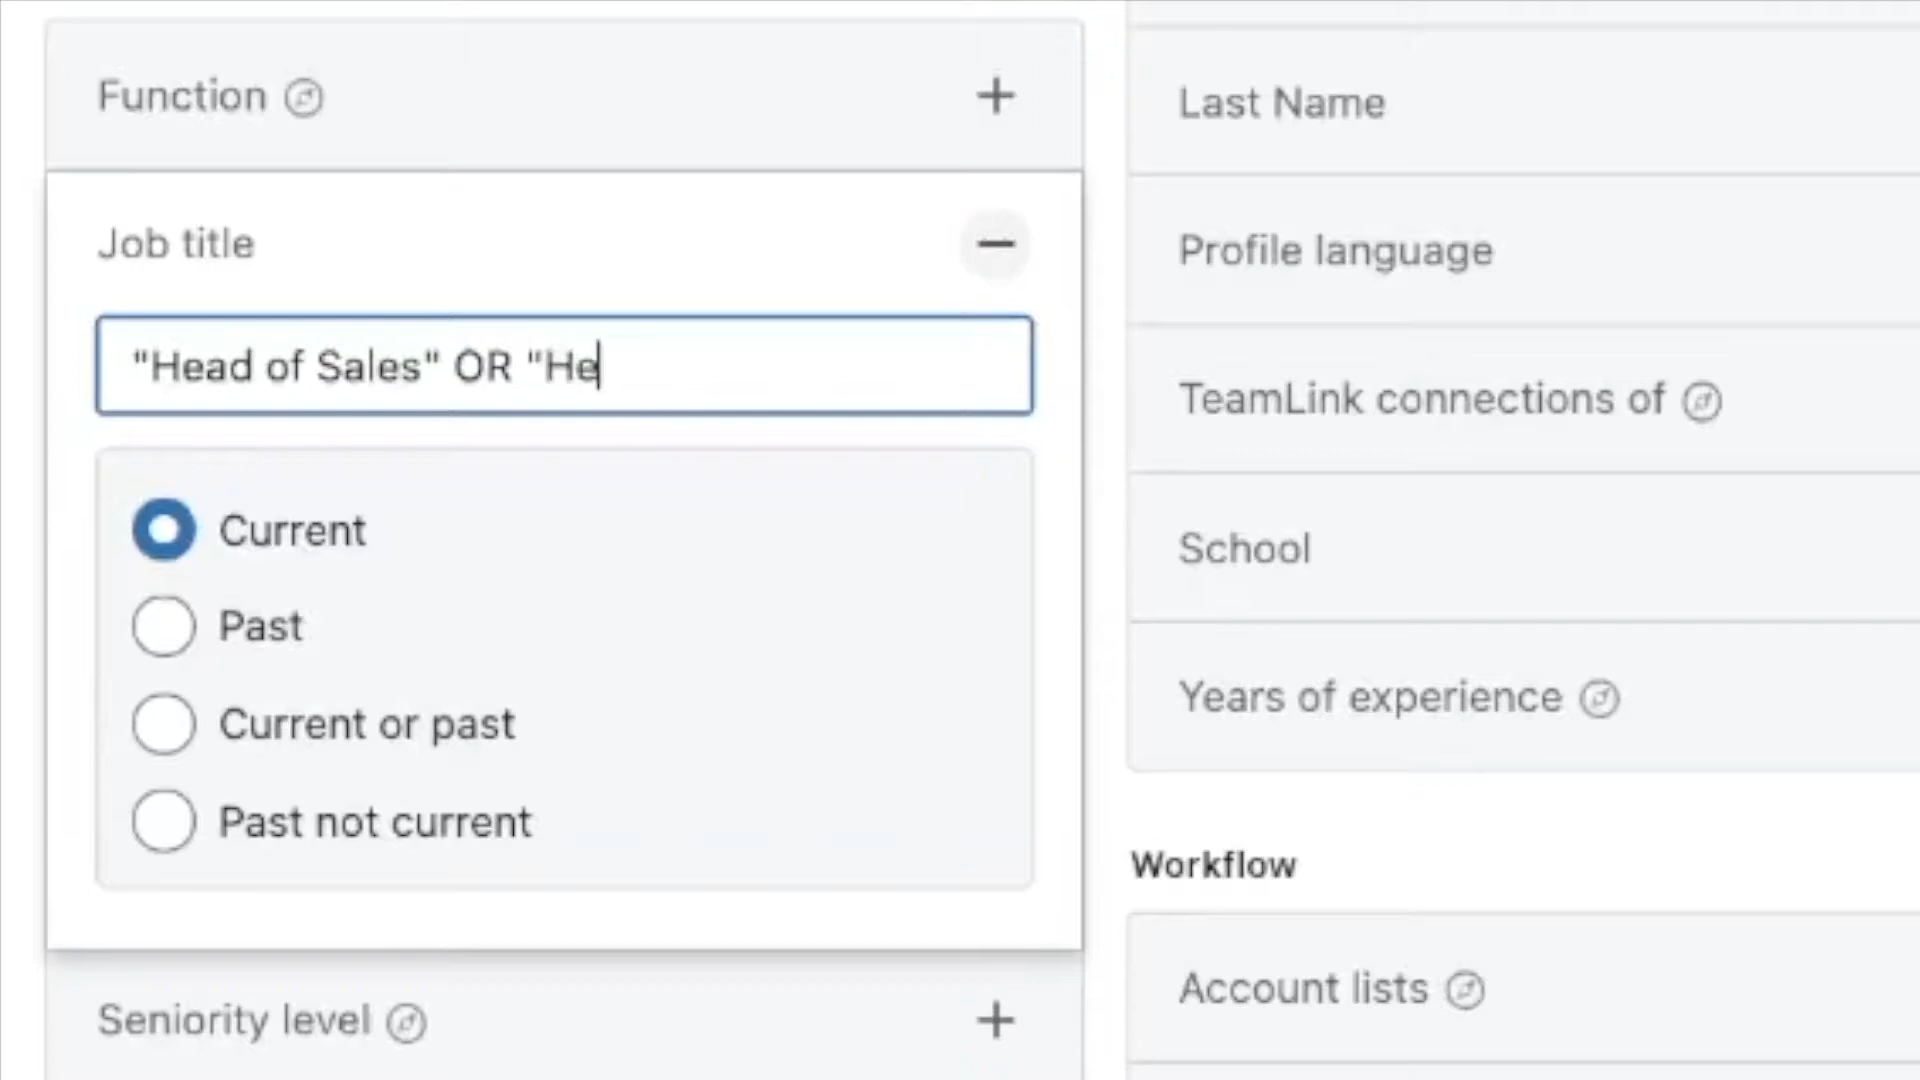 Function
Job title
"Head of Sales" OR "He
Current
Past
Current or past
Past not current
Seniority level
Last Name
Profile language
TeamLink connections of
School
Years of experience
Workflow
Account lists